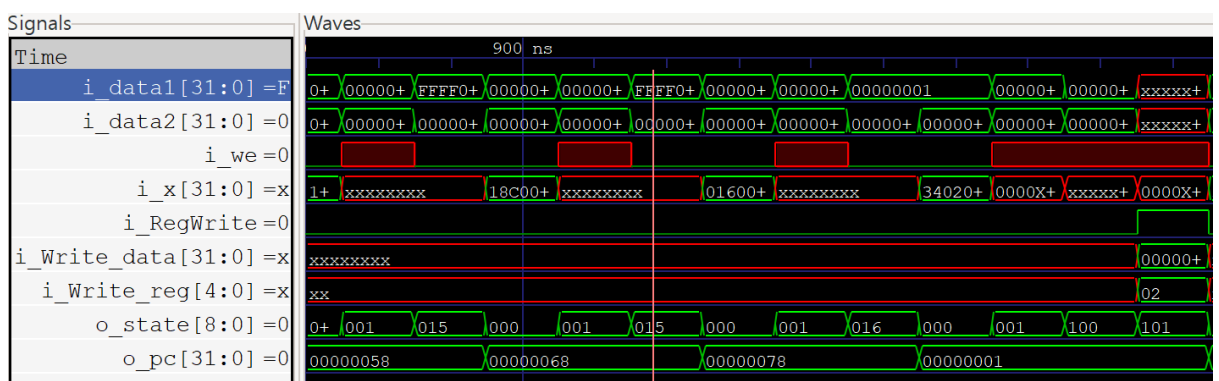 Signals Waves
Time 900 ns
i_data1[31:0] =F 0+ 00000+ FFFF0+ 00000+ 00000+ FFFF0+ 00000+ 00000+ 00000001 00000+ 00000+ xxxxx+
i_data2[31:0] =0 0+ 00000+ 00000+ 00000+ 00000+ 00000+ 00000+ 00000+ 00000+ 00000+ 00000+ 00000+ xxxxx+
i_we =0
i_x[31:0] =x 1+ xxxxxxxx 18C00+ xxxxxxxx 01600+ xxxxxxxx 34020+ 0000X+ xxxxx+ 0000X+
i_RegWrite =0
i_Write_data[31:0] =x xxxxxxxx 00000+
i_Write_reg[4:0] =x xx 02
o_state[8:0] =0 0+ 001 015 000 001 015 000 001 016 000 001 100 101
o_pc[31:0] =0 00000058 00000068 00000078 00000001